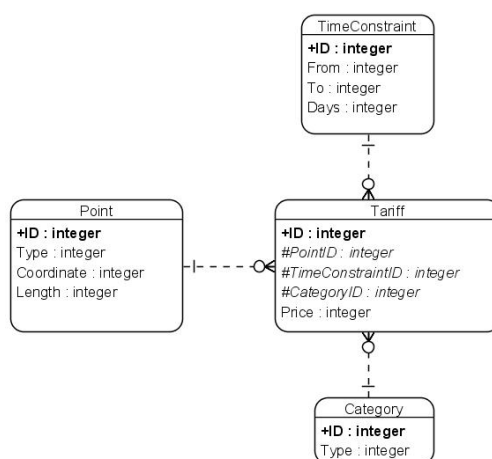 TimeConstraint
+ID : integer
From : integer
To : integer
Days : integer
Point
+ID : integer
Type : integer
Coordinate : integer
Length : integer
Tariff
+ID : integer
#PointID : integer
#TimeConstraintID : integer
#CategoryID : integer
Price : integer
Category
+ID : integer
Type : integer